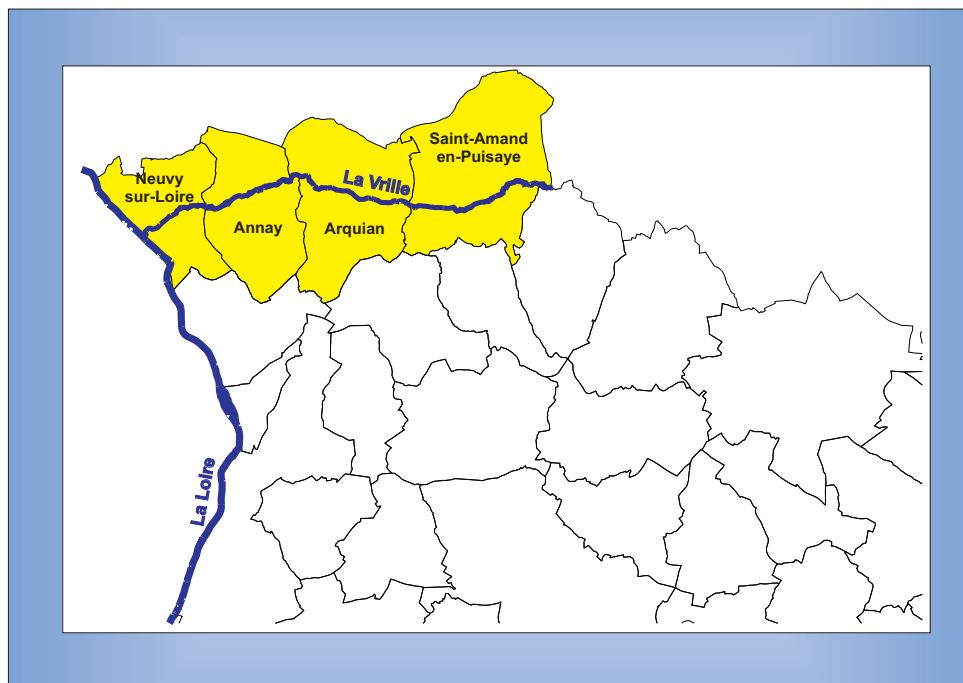 Saint-Amand
en-Puisaye
Neuvy
sur-Loire
La Vrille
Annay
Arquian
La Loire